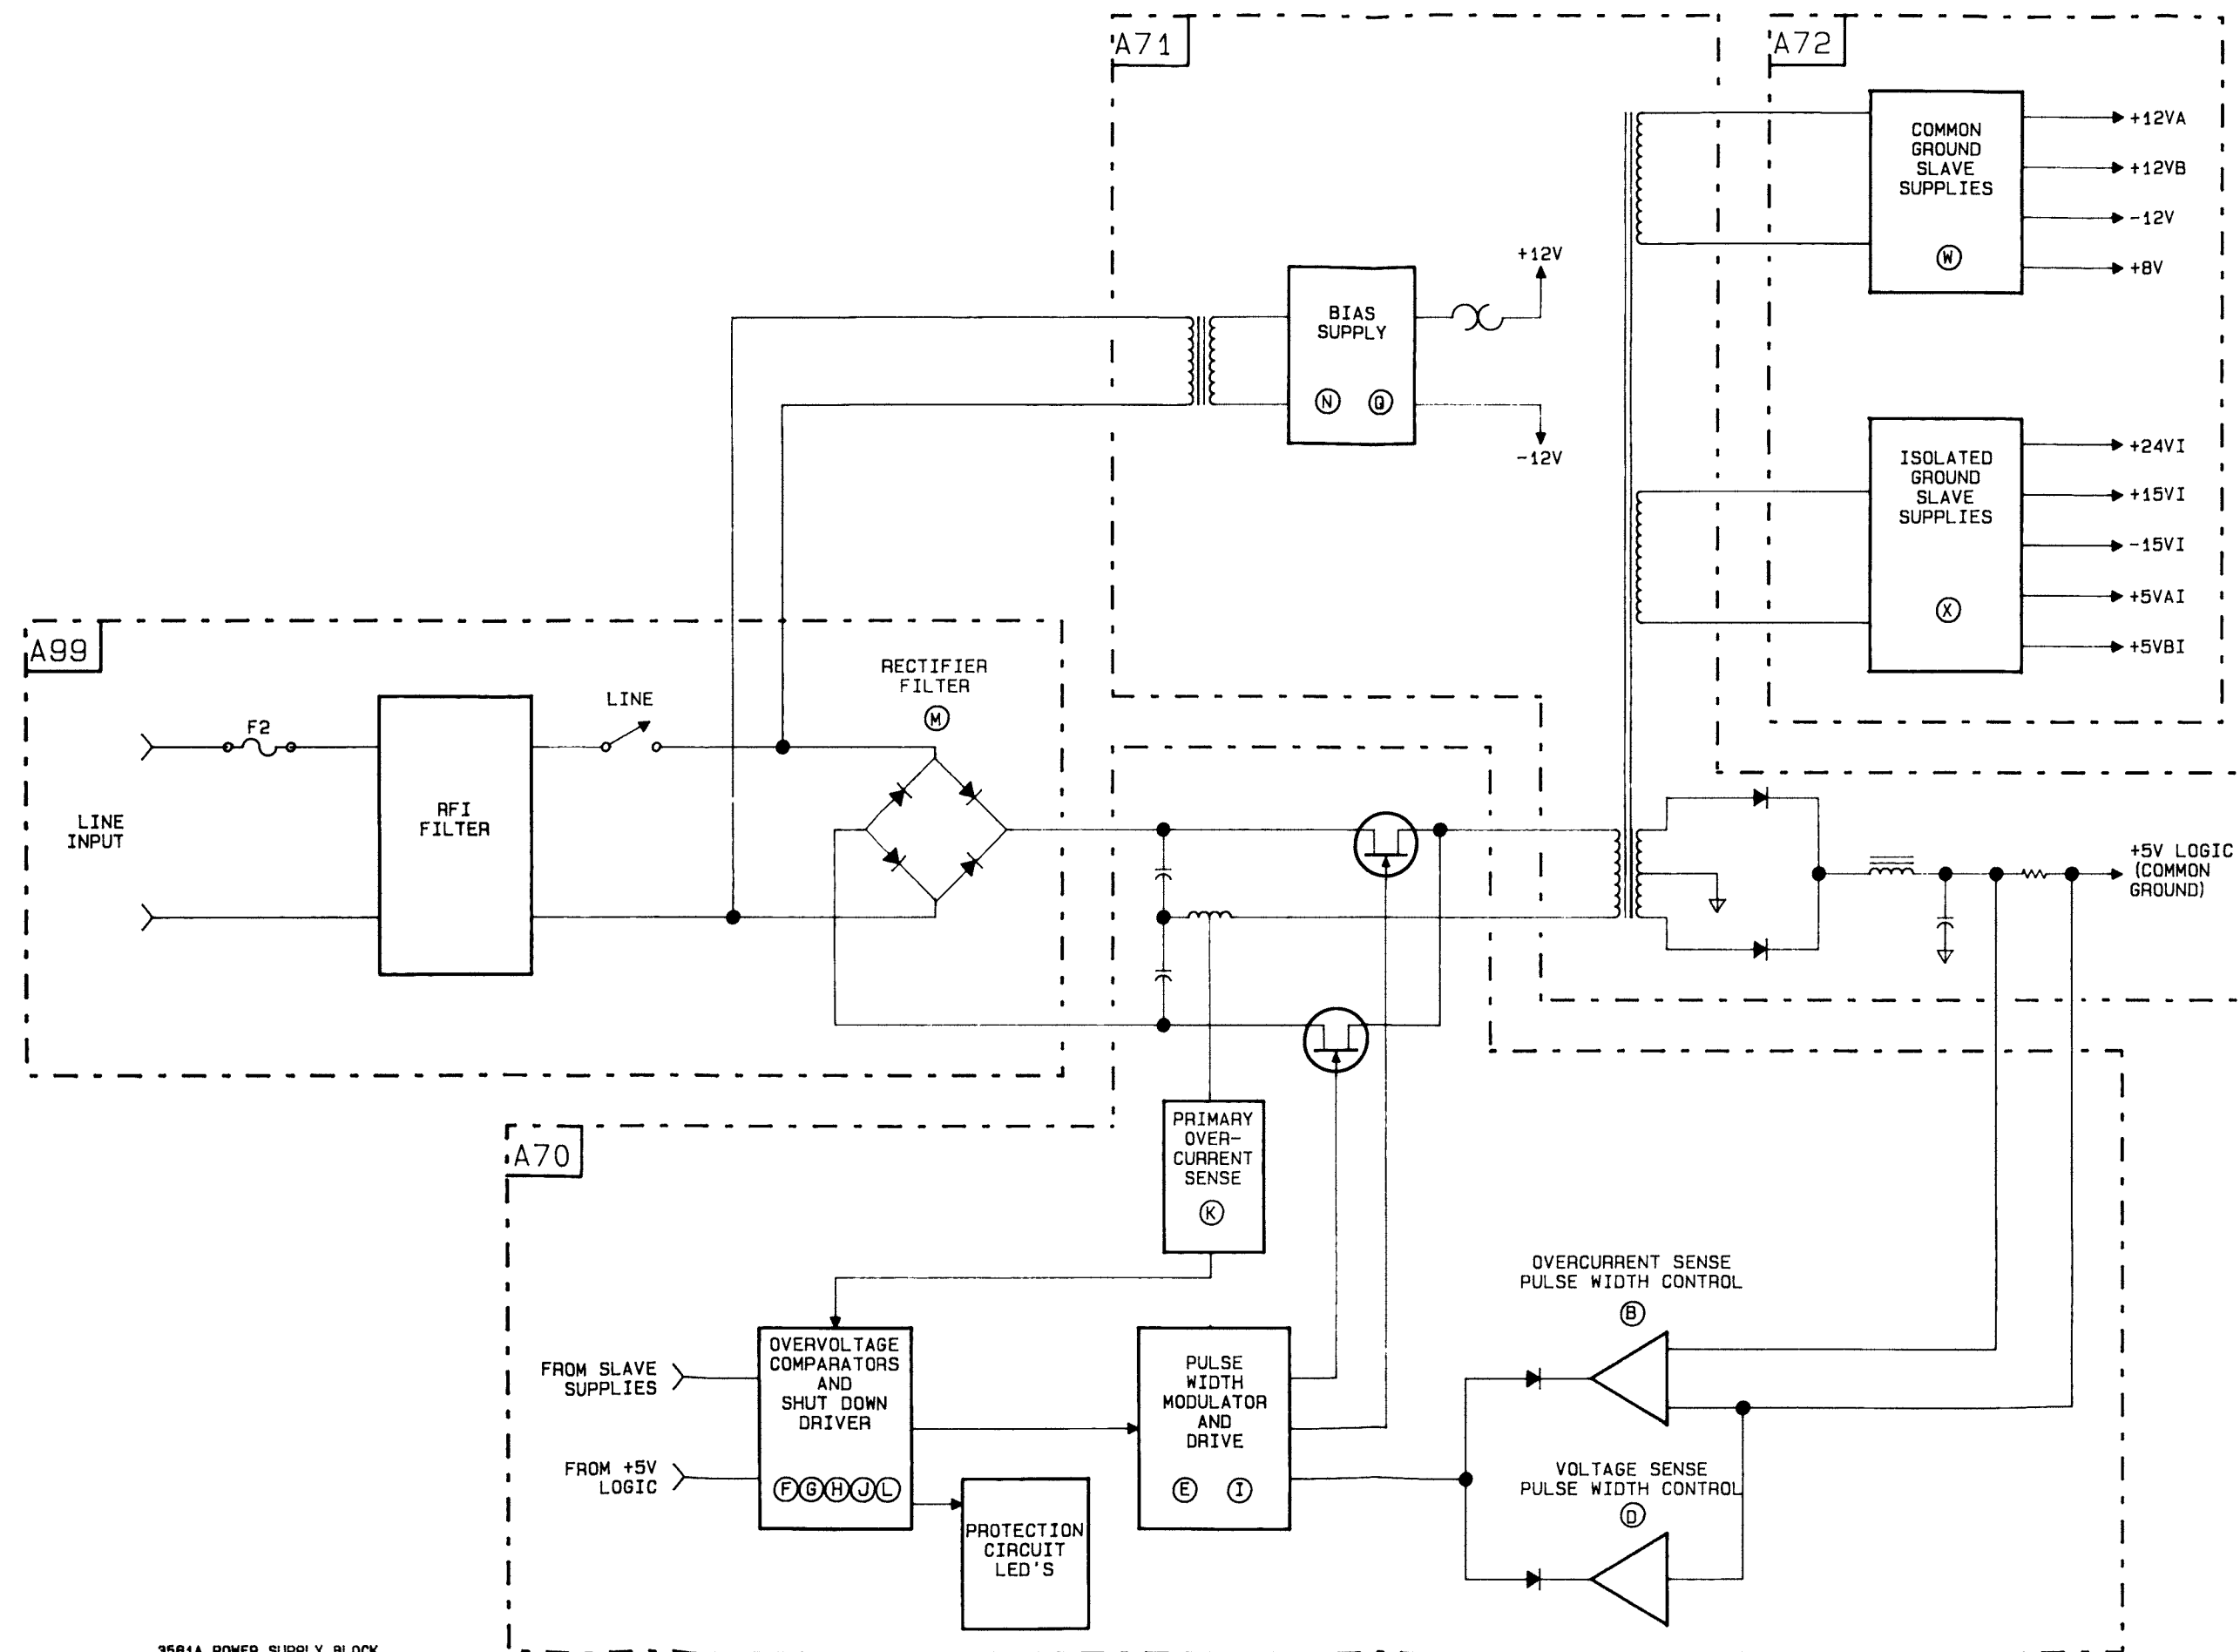 A71
A72
COMMON
GROUND
SLAVE
SUPPLIES
W
+12VA
+12VB
-12V
+8V
+12V
BIAS
SUPPLY
N Q
-12V
ISOLATED
GROUND
SLAVE
SUPPLIES
X
+24VI
+15VI
-15VI
+5VAI
+5VBI
A99
RECTIFIER
FILTER
M
LINE
F2
LINE
INPUT
RFI
FILTER
+5V LOGIC
(COMMON
GROUND)
A70
PRIMARY
OVER-
CURRENT
SENSE
K
OVERCURRENT SENSE
PULSE WIDTH CONTROL
B
FROM SLAVE
SUPPLIES
FROM +5V
LOGIC
OVERVOLTAGE
COMPARATORS
AND
SHUT DOWN
DRIVER
F G H J L
PULSE
WIDTH
MODULATOR
AND
DRIVE
E I
VOLTAGE SENSE
PULSE WIDTH CONTROL
D
PROTECTION
CIRCUIT
LED'S
POWER SUPPLY BLOCK